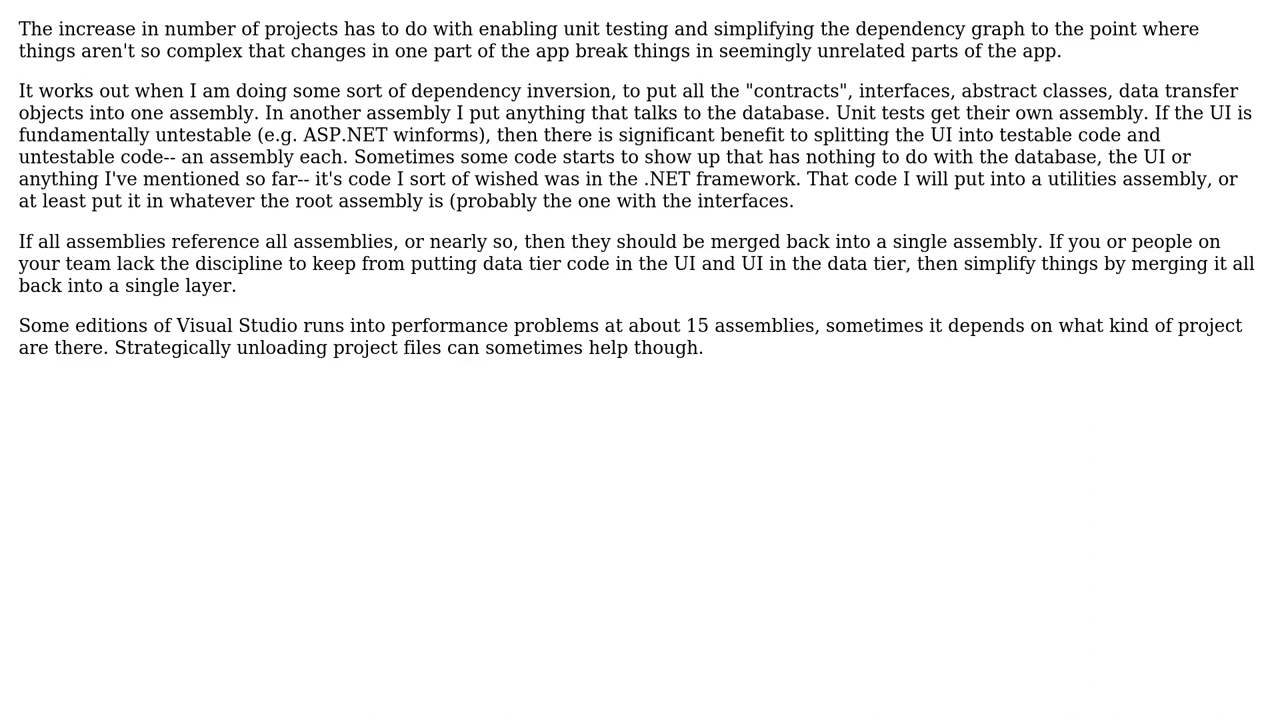 The increase in number of projects has to do with enabling unit testing and simplifying the dependency graph to the point where
things aren't so complex that changes in one part of the app break things in seemingly unrelated parts of the app.
It works out when I am doing some sort of dependency inversion, to put all the "contracts", interfaces, abstract classes, data transfer
objects into one assembly. In another assembly I put anything that talks to the database. Unit tests get their own assembly. If the UI is
fundamentally untestable (e.g. ASP.NET winforms), then there is significant benefit to splitting the UI into testable code and
untestable code-- an assembly each. Sometimes some code starts to show up that has nothing to do with the database, the UI or
anything I've mentioned so far-- it's code I sort of wished was in the .NET framework. That code I will put into a utilities assembly, or
at least put it in whatever the root assembly is (probably the one with the interfaces.
If all assemblies reference all assemblies, or nearly so, then they should be merged back into a single assembly. If you or people on
your team lack the discipline to keep from putting data tier code in the UI and UI in the data tier, then simplify things by merging it all
back into a single layer.
Some editions of Visual Studio runs into performance problems at about 15 assemblies, sometimes it depends on what kind of project
are there. Strategically unloading project files can sometimes help though.